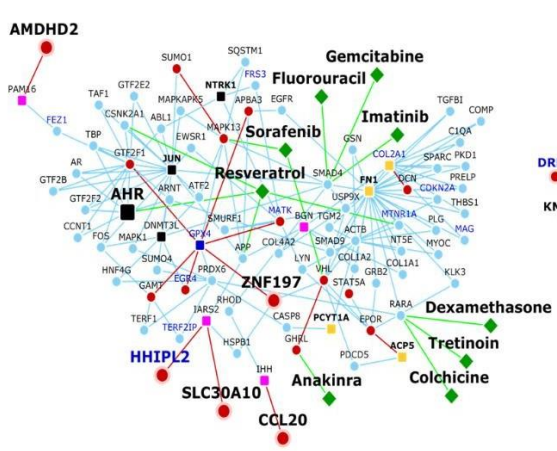 AMDHD2
SUMO1
SQSTM1
Gemcitabine
PAM16
GTF2E2
NTRK1
FRS3
Fluorouracil
TAF1
MAPKAPK5
APBA3
EGFR
TGFBI
COMP
FEZ1
CSNK2A1
ABL1
MAPK13
Sorafenib
Imatinib
TBP
EWSR1
GSN
C1QA
GTF2F1
JUN
COL2A1
SPARC
PKD1
AR
Resveratrol
SMAD4
FN1
DCN
PRELP
GTF2B
ARNT
ATF2
USP9X
CDKN2A
AHR
GTF2F2
MATK
BGN
TGM2
MTNR1A
THBS1
CCNT1
DNMT3L
SMURF1
ACTB
PLG
MAG
FOS
MAPK1
GPX4
APP
COL4A2
SMAD9
NT5E
MYOC
SUMO4
LYN
COL1A2
COL1A1
HNF4G
PRDX6
VHL
GRB2
KLK3
GAMT
EGR4
ZNF197
STAT5A
RHOD
RARA
Dexamethasone
TERF1
IARS2
CASP8
PCYT1A
EPOR
TERF2IP
HSPB1
GHRL
ACP5
Tretinoin
HHIPL2
PDCD5
IHH
Colchicine
SLC30A10
Anakinra
CCL20